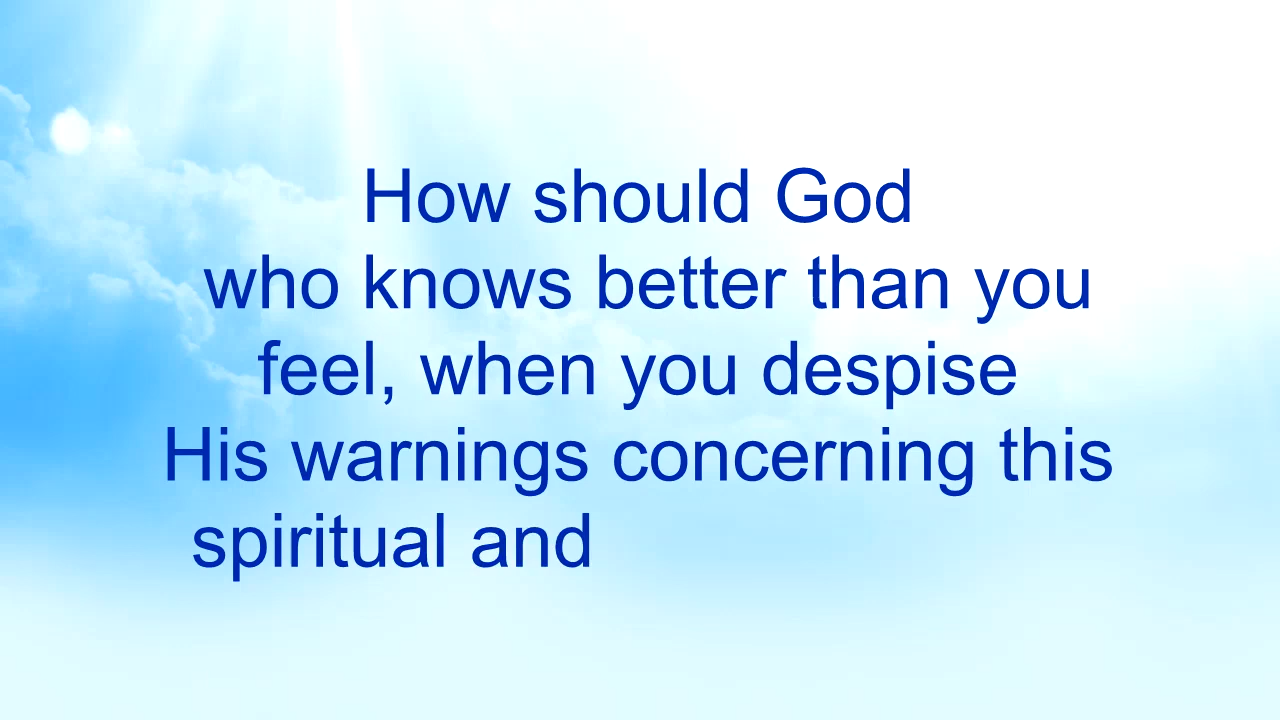 How should God
who knows better than you
feel, when you despise
His warnings concerning this
spiritual and